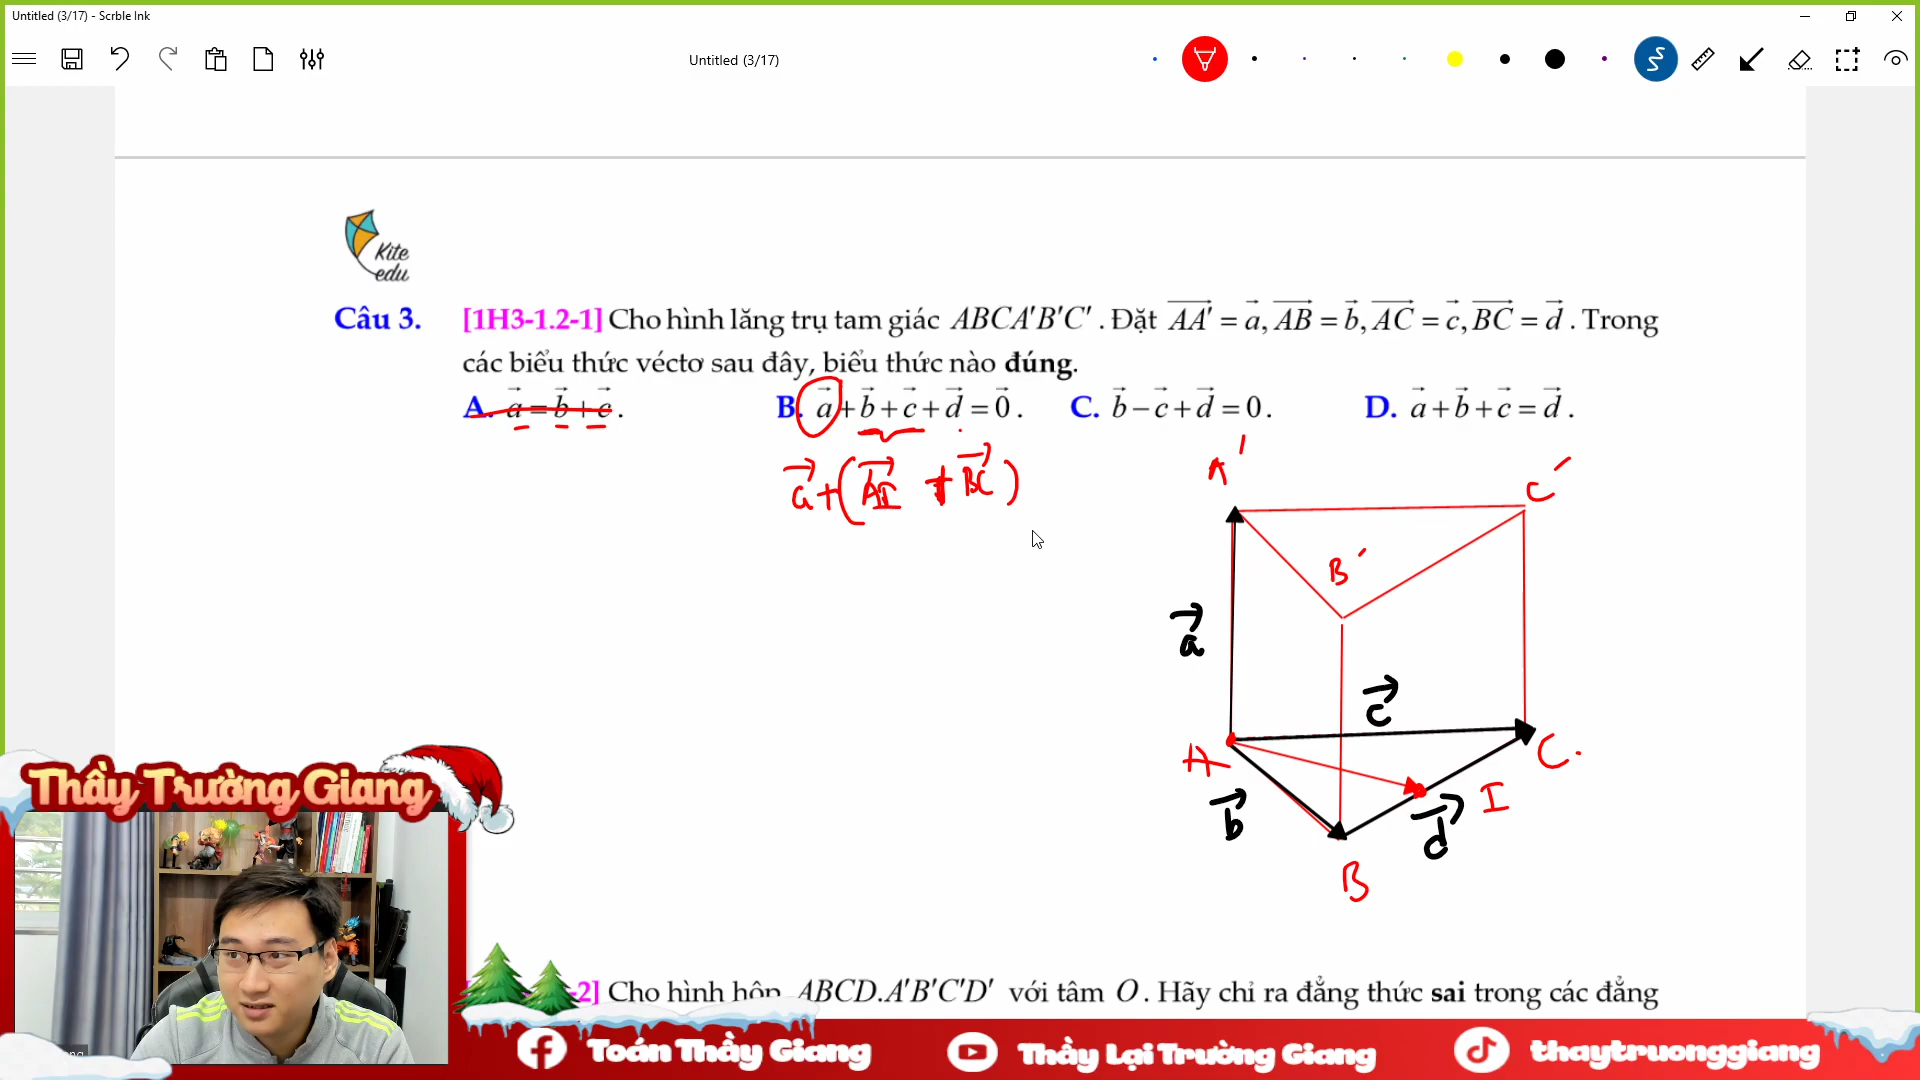 Untitled (3/17) - Scrble Ink
Untitled (3/17)
Kite
edu
Câu 3. [1H3-1.2-1] Cho hình lăng trụ tam giác ABCA'B'C'. Đặt AA' = a, AB = b, AC = c, BC = d. Trong
các biểu thức véctơ sau đây, biểu thức nào đúng.
A. a = b + c. B. a + b + c + d = 0. C. b − c + d = 0. D. a + b + c = d.
a + (AI + BC)
A'
C'
B'
a
c
A
C.
b
I
d
B
Thầy Trường Giang
2] Cho hình hộp ABCD.A'B'C'D' với tâm O. Hãy chỉ ra đẳng thức sai trong các đẳng
Toán Thầy Giang
Thầy Lại Trường Giang
thaytruonggiang